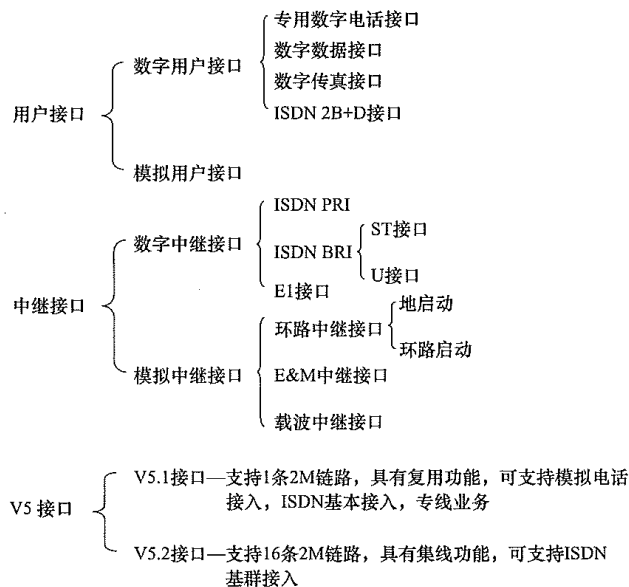 专用数字电话接口
数字数据接口
数字用户接口
数字传真接口
用户接口
ISDN 2B+D接口
模拟用户接口
ISDN PRI
ST接口
数字中继接口
ISDN BRI
U接口
E1接口
中继接口
地启动
环路中继接口
环路启动
模拟中继接口
E&M中继接口
载波中继接口
V5.1接口—支持1条2M链路，具有复用功能，可支持模拟电话
接入，ISDN基本接入，专线业务
V5 接口
V5.2接口—支持16条2M链路，具有集线功能，可支持ISDN
基群接入